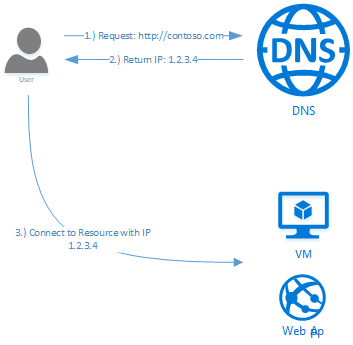 1.) Request: http://contoso.com
DNS
2.) Return IP: 1.2.3.4
User
DNS
3.) Connect to Resource with IP
1.2.3.4
VM
Web App